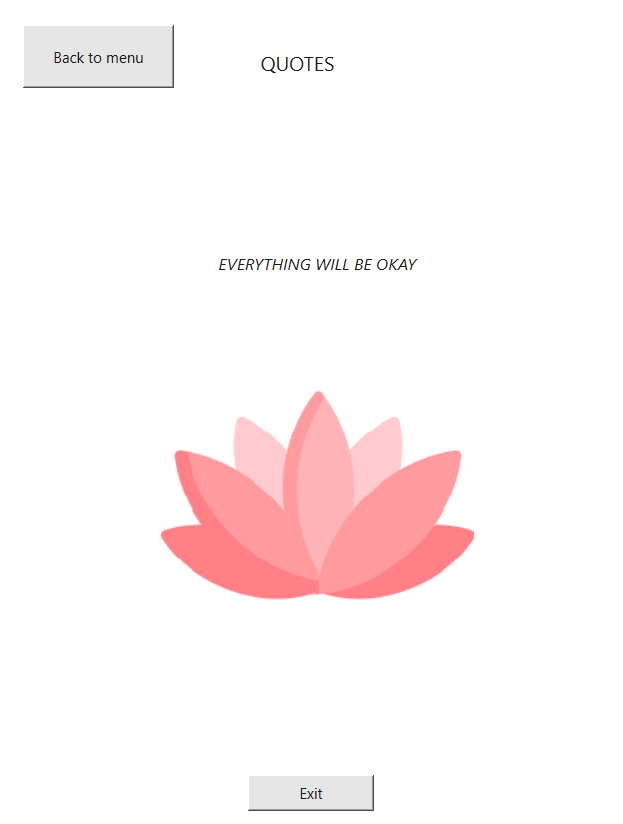 Back to menu
QUOTES
EVERYTHING WILL BE OKAY
Exit